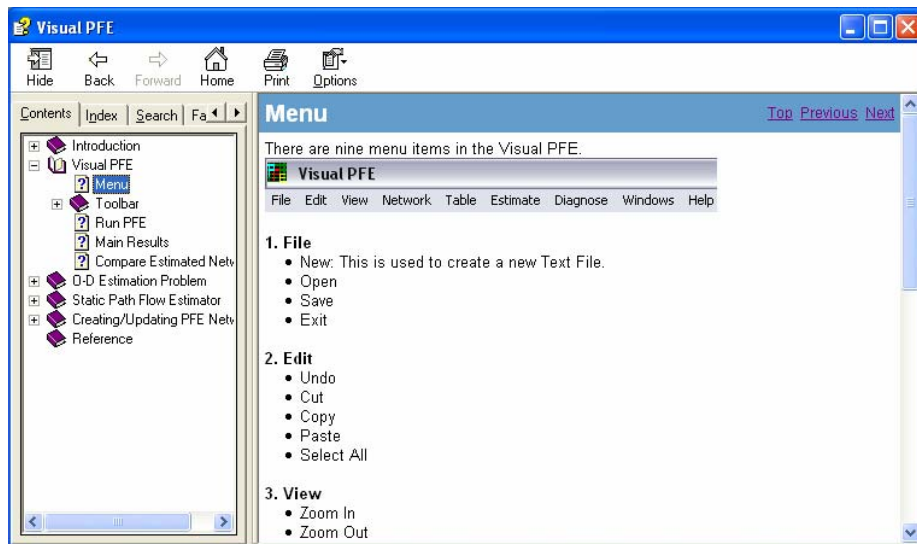 Visual PFE
Hide Back Forward Home Print Options
Contents Index Search Fa
Introduction
Visual PFE
Menu
Toolbar
Run PFE
Main Results
Compare Estimated Netw
O-D Estimation Problem
Static Path Flow Estimator
Creating/Updating PFE Netw
Reference
Menu
Top Previous Next
There are nine menu items in the Visual PFE.
Visual PFE
File Edit View Network Table Estimate Diagnose Windows Help
1. File
• New: This is used to create a new Text File.
• Open
• Save
• Exit
2. Edit
• Undo
• Cut
• Copy
• Paste
• Select All
3. View
• Zoom In
• Zoom Out